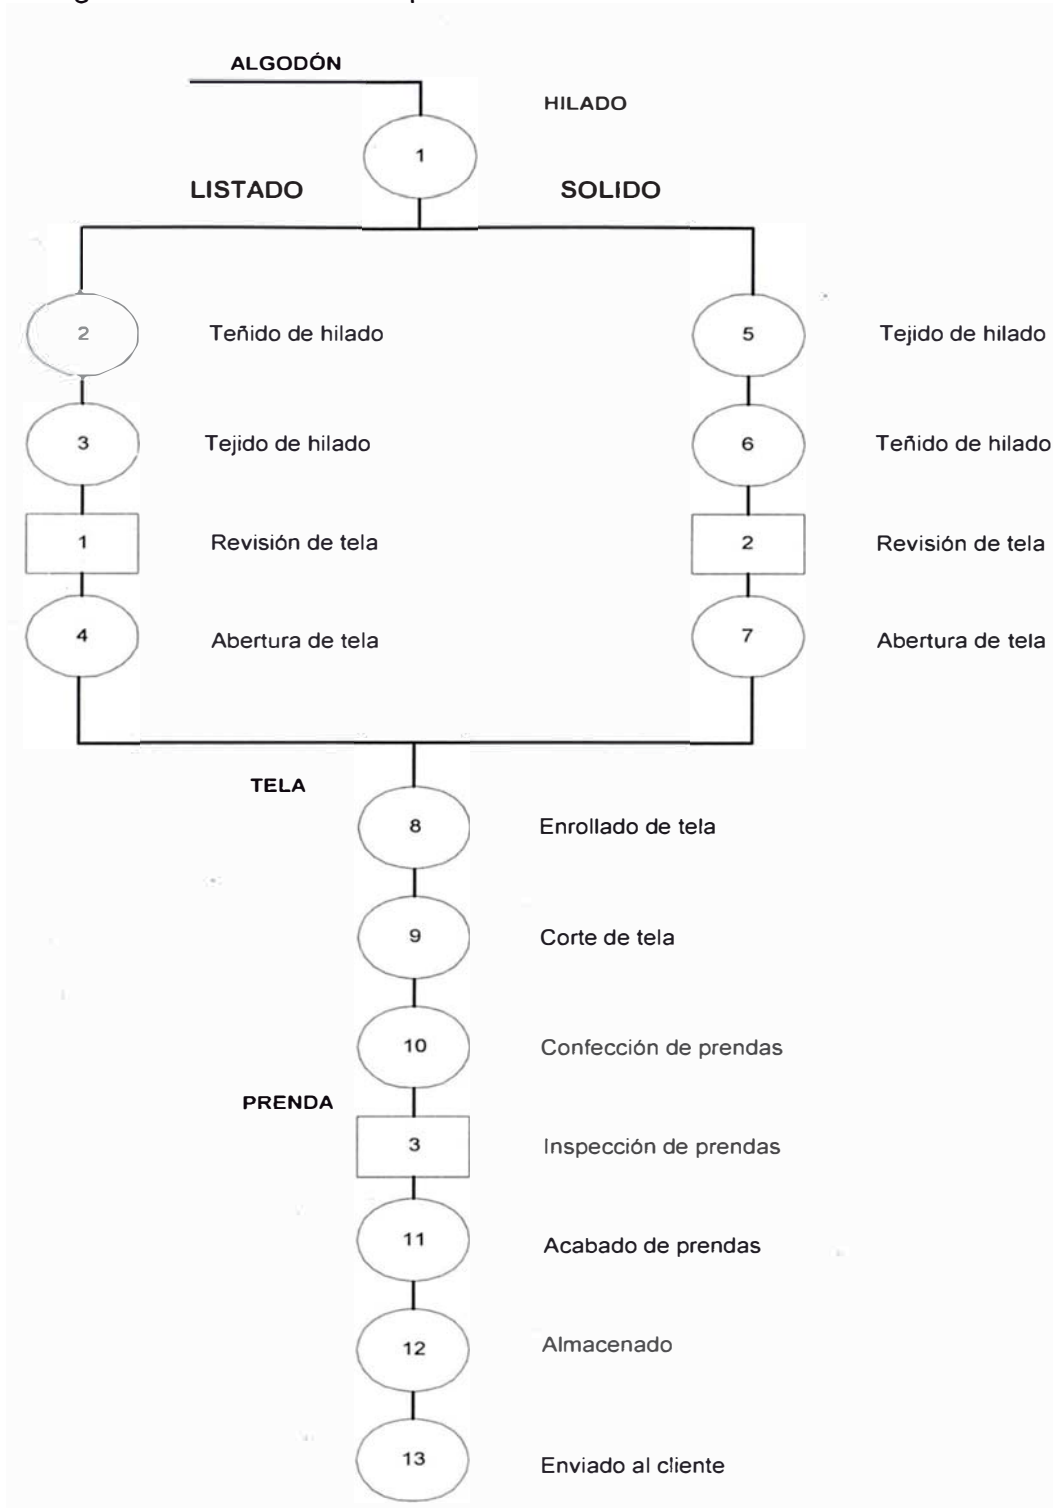 ALGODÓN
HILADO
1
LISTADO
SOLIDO
2
Teñido de hilado
5
Tejido de hilado
3
Tejido de hilado
6
Teñido de hilado
1
Revisión de tela
2
Revisión de tela
4
Abertura de tela
7
Abertura de tela
TELA
8
Enrollado de tela
9
Corte de tela
10
Confección de prendas
PRENDA
3
Inspección de prendas
11
Acabado de prendas
12
Almacenado
13
Enviado al cliente